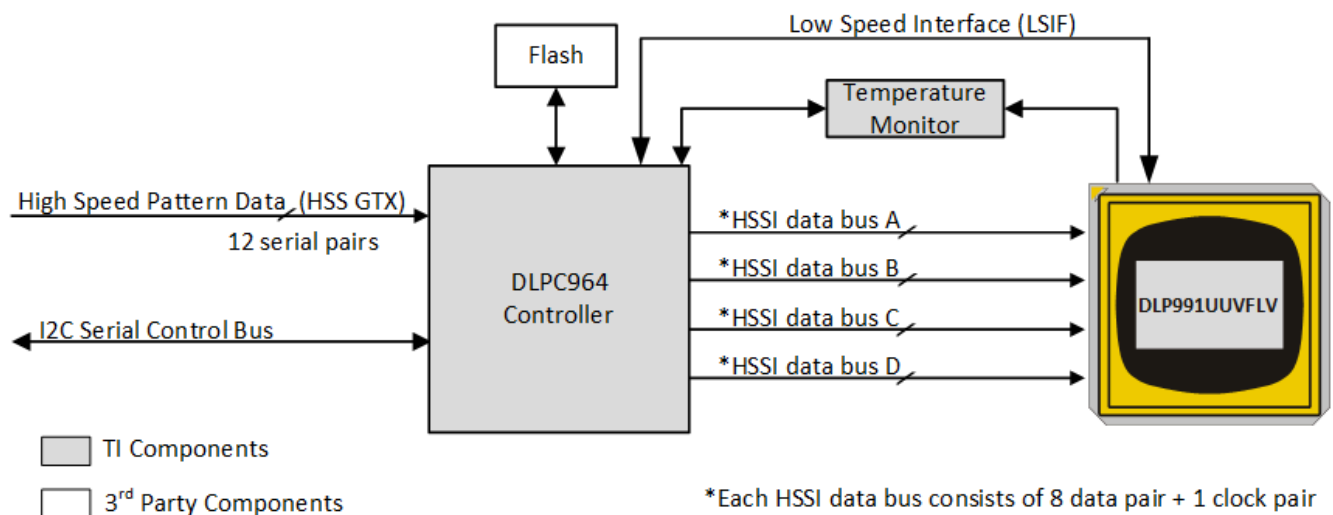 Low Speed Interface (LSIF)
Flash
Temperature
Monitor
High Speed Pattern Data (HSS GTX)
12 serial pairs
*HSSI data bus A
*HSSI data bus B
DLPC964
Controller
DLP991UUVFLV
*HSSI data bus C
I2C Serial Control Bus
*HSSI data bus D
TI Components
3rd Party Components
*Each HSSI data bus consists of 8 data pair + 1 clock pair